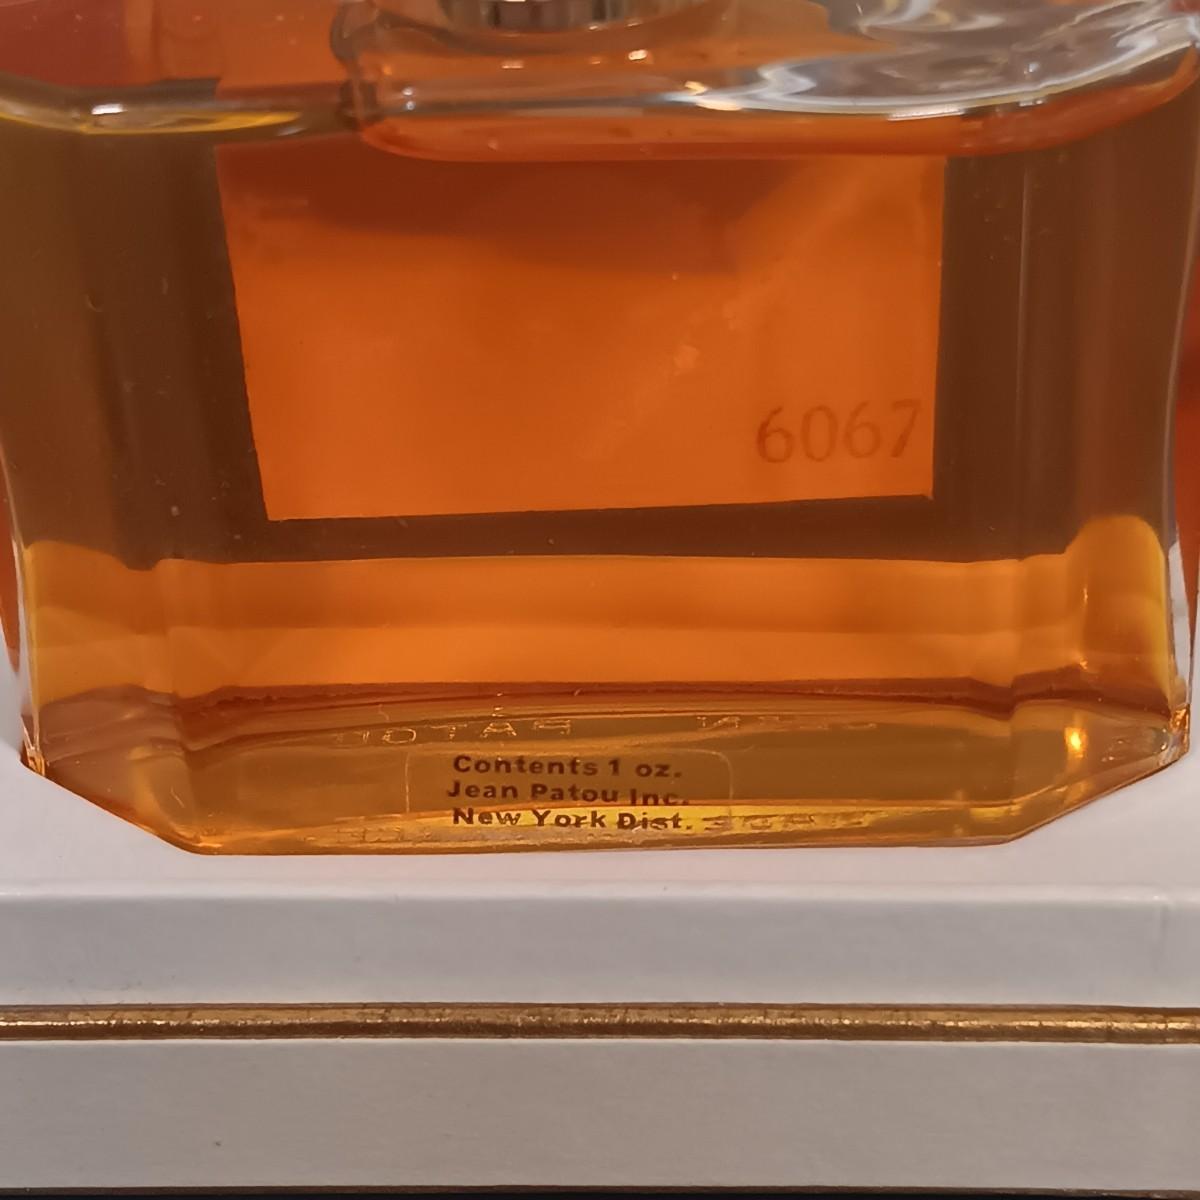 6067
Contents 1 oz.
Jean Patou Inc.
New York Dist.